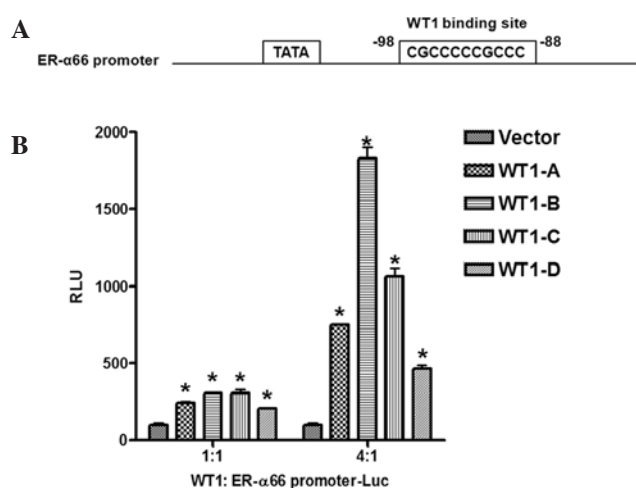 A
WT1 binding site
-98
-88
TATA
CGCCCCCGCCC
ER-α66 promoter
B
2000
1500
1000
500
0
RLU
* * * *
* * * *
1:1
4:1
WT1: ER-α66 promoter-Luc
Vector
WT1-A
WT1-B
WT1-C
WT1-D